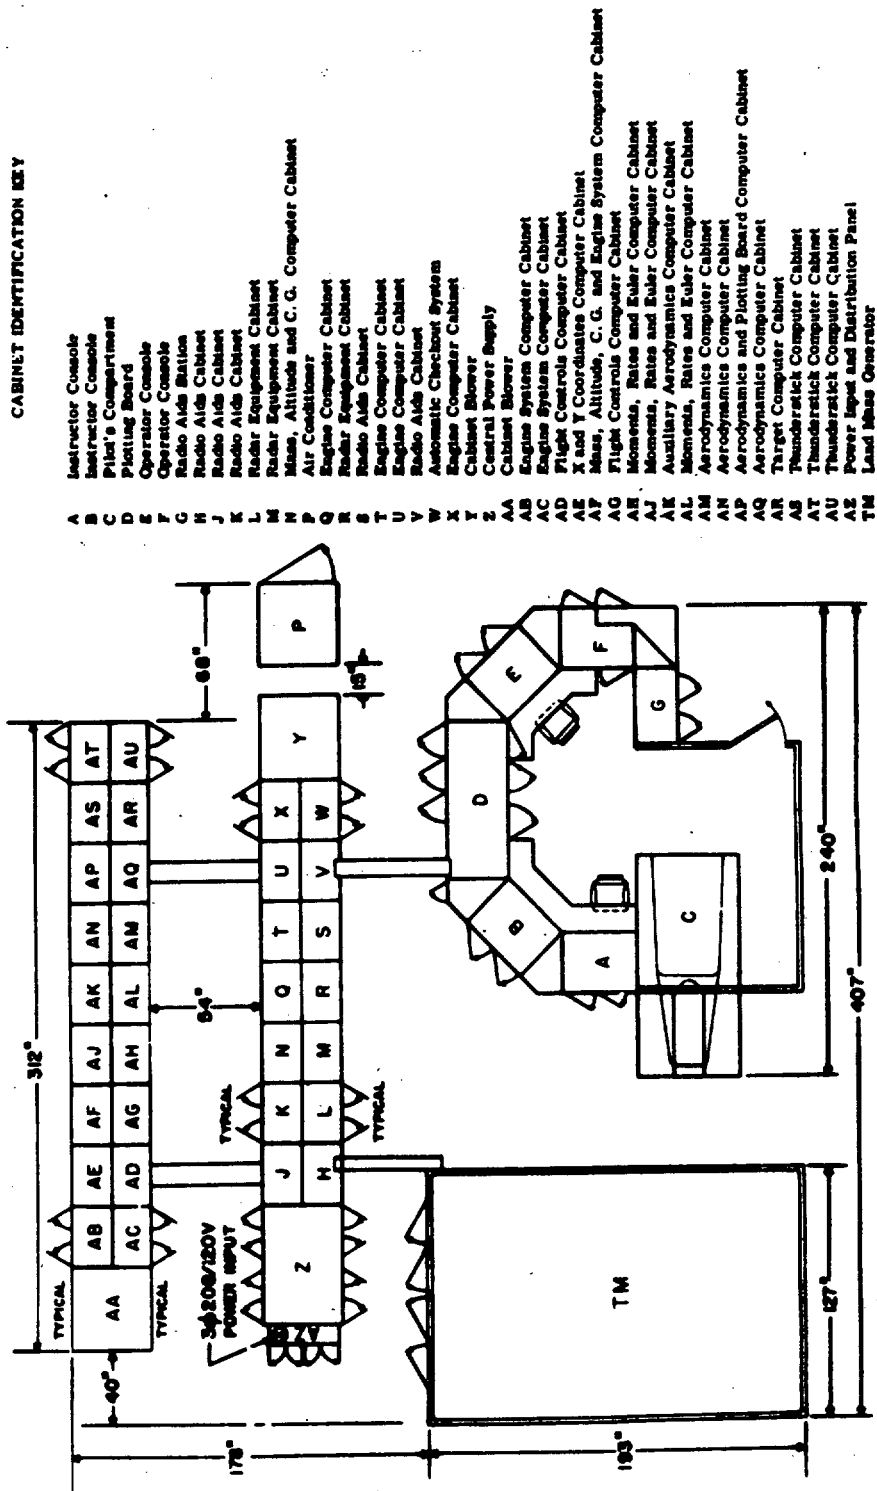 CABINET IDENTIFICATION KEY
A Instructor Console
B Instructor Console
C Pilot's Compartment
D Plotting Board
E Operator Console
F Operator Console
G Radio Aids Station
H Radio Aids Cabinet
J Radio Aids Cabinet
K Radio Aids Cabinet
L Radar Equipment Cabinet
M Radar Equipment Cabinet
N Mass, Altitude and C. G. Computer Cabinet
P Air Conditioner
Q Engine Computer Cabinet
R Radar Equipment Cabinet
S Radio Aids Cabinet
T Engine Computer Cabinet
U Engine Computer Cabinet
V Radio Aids Cabinet
W Automatic Checkout System
X Engine Computer Cabinet
Y Cabinet Blower
Z Central Power Supply
AA Cabinet Blower
AB Engine System Computer Cabinet
AC Engine System Computer Cabinet
AD Flight Controls Computer Cabinet
AE X and Y Coordinates Computer Cabinet
AF Mass, Altitude, C. G. and Engine System Computer Cabinet
AG Flight Controls Computer Cabinet
AH Moments, Rates and Euler Computer Cabinet
AJ Moments, Rates and Euler Computer Cabinet
AK Auxiliary Aerodynamics Computer Cabinet
AL Moments, Rates and Euler Computer Cabinet
AM Aerodynamics Computer Cabinet
AN Aerodynamics Computer Cabinet
AP Aerodynamics and Plotting Board Computer Cabinet
AQ Aerodynamics Computer Cabinet
AR Target Computer Cabinet
AS Thunderstick Computer Cabinet
AT Thunderstick Computer Cabinet
AU Thunderstick Computer Cabinet
AZ Power Input and Distribution Panel
TM Land Mass Generator
312"
40"
68"
TYPICAL
AA AB AE AF AJ AK AN AP AS AT
AC AD AG AH AL AM AQ AR AU
TYPICAL
178"
54"
3ϕ208/120V
POWER INPUT
TYPICAL
AZ Z J K N Q T U X Y P
H L M R S V W
15"
TYPICAL
193"
TM
A B C D E F G
127"
240"
407"